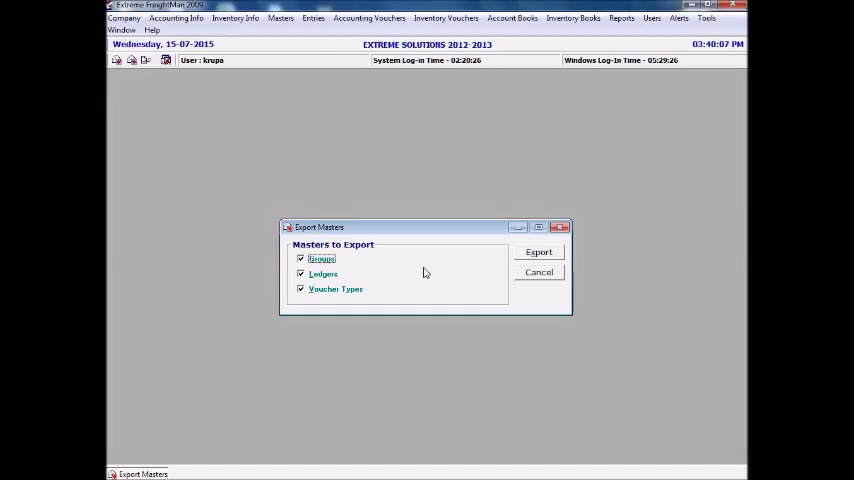 Extreme FreightMan 2009
Company Accounting Info Inventory Info Masters Entries Accounting Vouchers Inventory Vouchers Account Books Inventory Books Reports Users Alerts Tools
Window Help
Wednesday, 15-07-2015 EXTREME SOLUTIONS 2012-2013 03:40:07 PM
User : krupa System Log-in Time - 02:20:26 Windows Log-In Time - 05:29:26
Export Masters
Masters to Export
Groups
Ledgers
Voucher Types
Export
Cancel
Export Masters